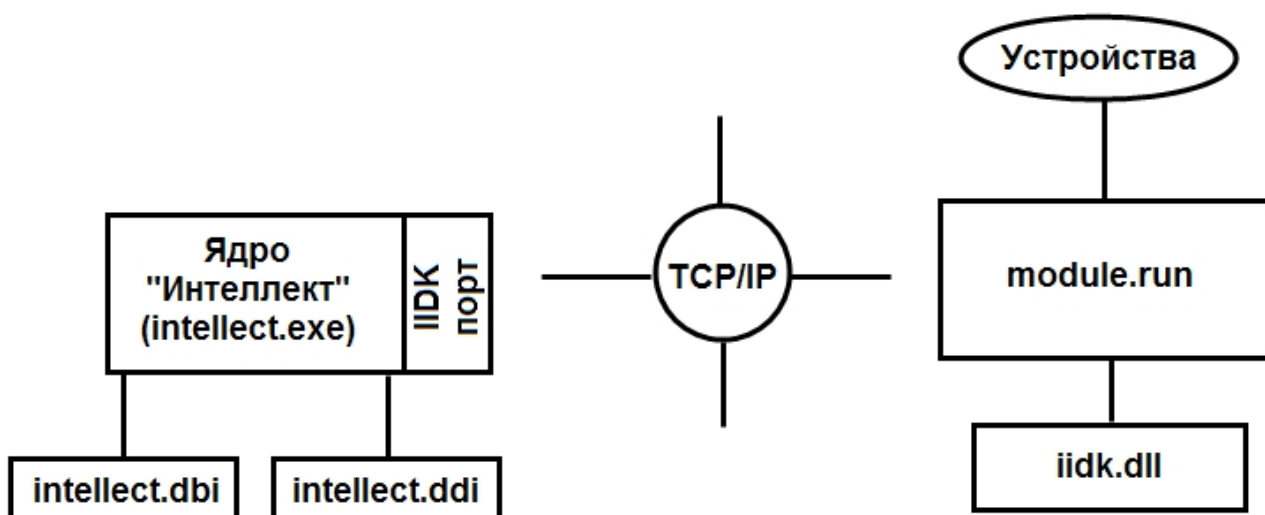 Устройства
Ядро
"Интеллект"
(intellect.exe)
IIDK
порт
TCP/IP
module.run
intellect.dbi
intellect.ddi
iidk.dll